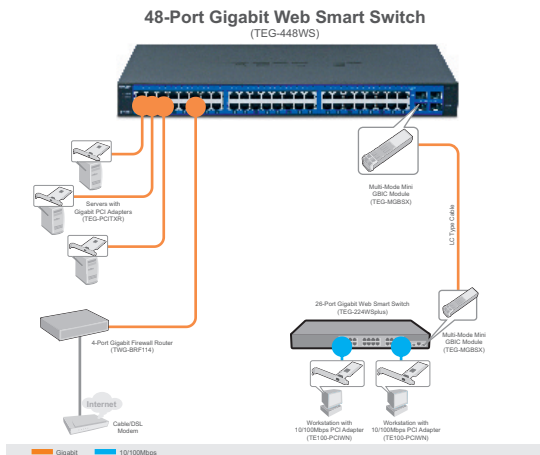 48-Port Gigabit Web Smart Switch
(TEG-448WS)
Multi-Mode Mini
GBIC Module
(TEG-MGBSX)
Servers with
Gigabit PCI Adapters
(TEG-PCITXR)
LC Type Cable
26-Port Gigabit Web Smart Switch
(TEG-224WSplus)
4-Port Gigabit Firewall Router
(TWG-BRF114)
Multi-Mode Mini
GBIC Module
(TEG-MGBSX)
Internet
Cable/DSL
Modem
Workstation with
10/100Mbps PCI Adapter
(TE100-PCIWN)
Workstation with
10/100Mbps PCI Adapter
(TE100-PCIWN)
Gigabit
10/100Mbps